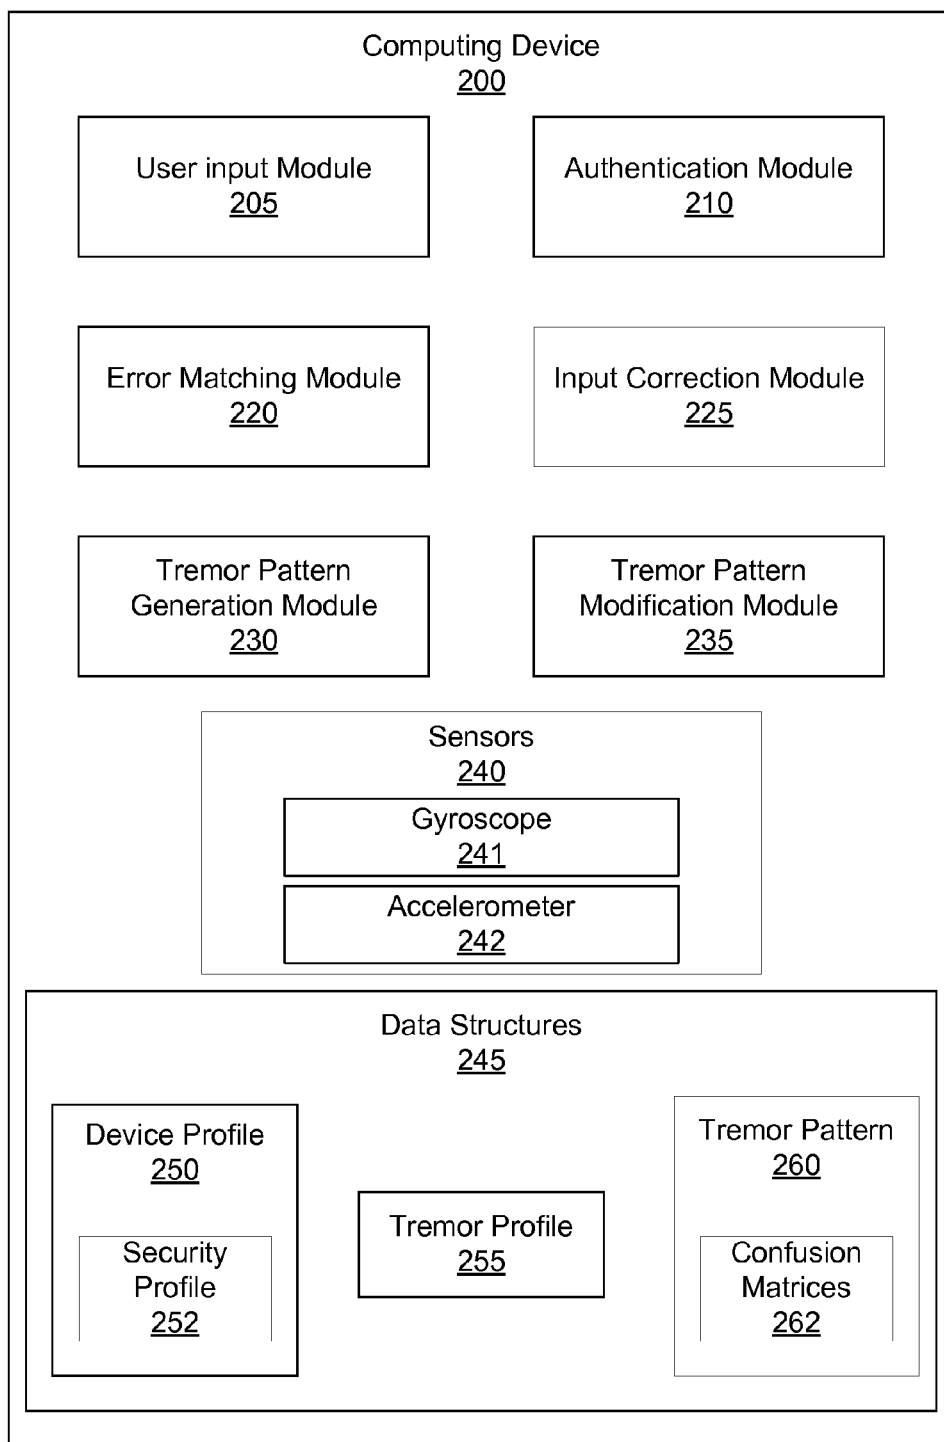 Computing Device
200
User input Module
205
Authentication Module
210
Error Matching Module
220
Input Correction Module
225
Tremor Pattern
Generation Module
230
Tremor Pattern
Modification Module
235
Sensors
240
Gyroscope
241
Accelerometer
242
Data Structures
245
Device Profile
250
Security
Profile
252
Tremor Profile
255
Tremor Pattern
260
Confusion
Matrices
262